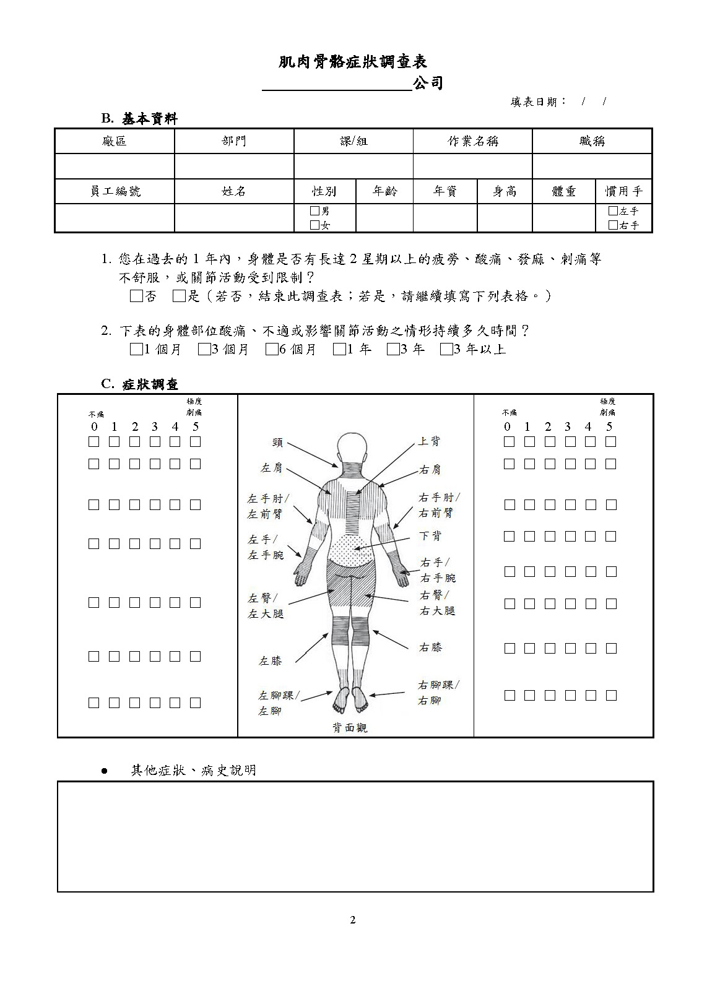 肌肉骨骼症狀調查表
____________________公司
填表日期： / /
B. 基本資料
廠區 部門 課/組 作業名稱 職稱
員工編號 姓名 性別 年齡 年資 身高 體重 慣用手
□男 □左手
□女 □右手
1. 您在過去的 1 年內，身體是否有長達 2 星期以上的疲勞、酸痛、發麻、刺痛等
不舒服，或關節活動受到限制？
□否 □是（若否，結束此調查表；若是，請繼續填寫下列表格。）
2. 下表的身體部位酸痛、不適或影響關節活動之情形持續多久時間？
□1 個月 □3 個月 □6 個月 □1 年 □3 年 □3 年以上
C. 症狀調查
不痛 極度
劇痛
0 1 2 3 4 5
□ □ □ □ □ □
□ □ □ □ □ □
□ □ □ □ □ □
□ □ □ □ □ □
□ □ □ □ □ □
□ □ □ □ □ □
□ □ □ □ □ □
頸
左肩
左手肘/
左前臂
左手/
左手腕
左臀/
左大腿
左膝
左腳踝/
左腳
上背
右肩
右手肘/
右前臂
下背
右手/
右手腕
右臀/
右大腿
右膝
右腳踝/
右腳
背面觀
不痛 極度
劇痛
0 1 2 3 4 5
□ □ □ □ □ □
□ □ □ □ □ □
□ □ □ □ □ □
□ □ □ □ □ □
□ □ □ □ □ □
□ □ □ □ □ □
□ □ □ □ □ □
□ □ □ □ □ □
● 其他症狀、病史說明
2